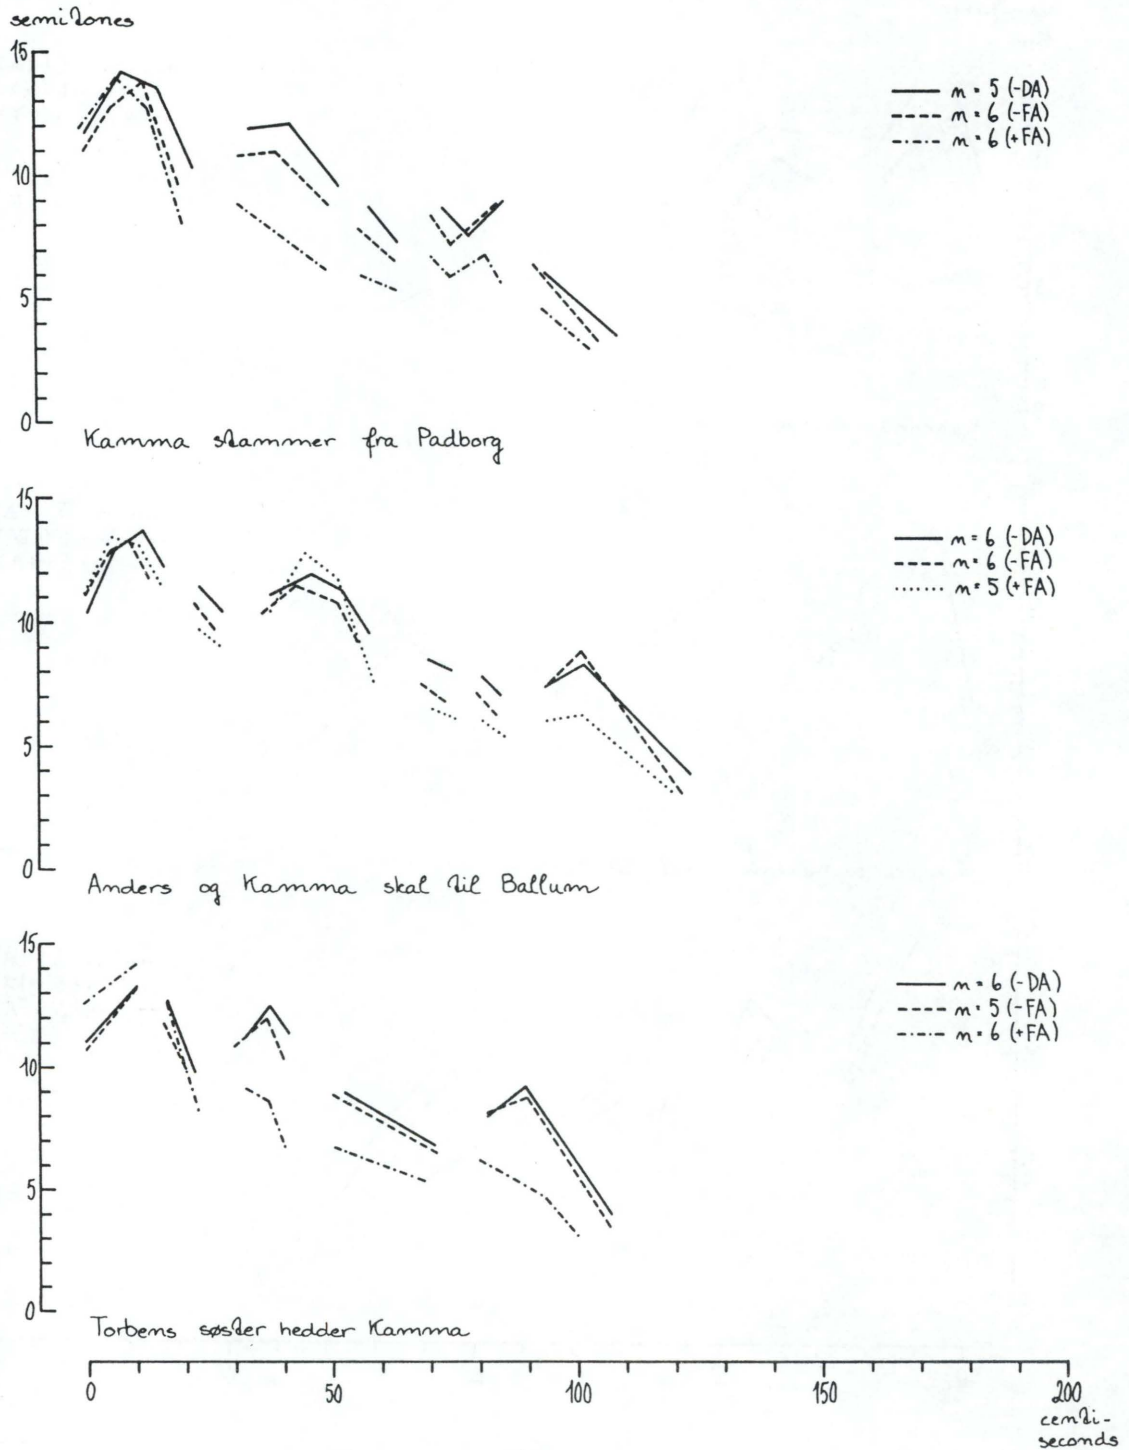 semitones
15
10
5
0
n = 5 (-DA)
n = 6 (-FA)
n = 6 (+FA)
Kamma stammer fra Padborg
15
10
5
0
n = 6 (-DA)
n = 6 (-FA)
n = 5 (+FA)
Anders og Kamma skal til Ballum
15
10
5
0
n = 6 (-DA)
n = 5 (-FA)
n = 6 (+FA)
Torbens søster hedder Kamma
0 50 100 150 200
centi-
seconds